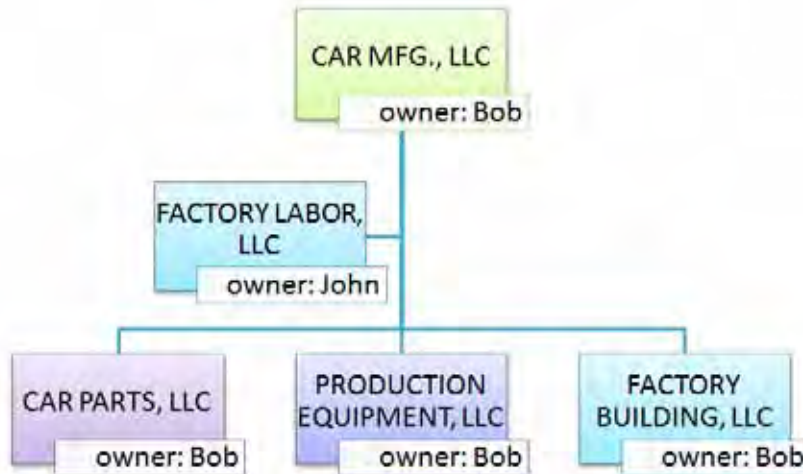 CAR MFG., LLC
owner: Bob
FACTORY LABOR,
LLC
owner: John
CAR PARTS, LLC
owner: Bob
PRODUCTION
EQUIPMENT, LLC
owner: Bob
FACTORY
BUILDING, LLC
owner: Bob